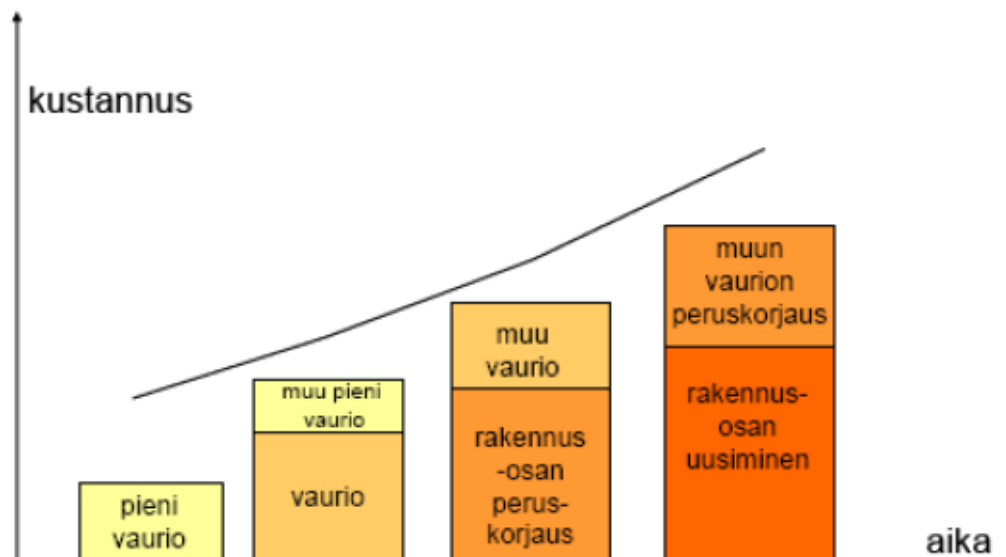 kustannus
pieni
vaurio
muu pieni
vaurio
vaurio
muu
vaurio
rakennus
-osan
perus-
korjaus
muun
vaurion
peruskorjaus
rakennus-
osan
uusiminen
aika